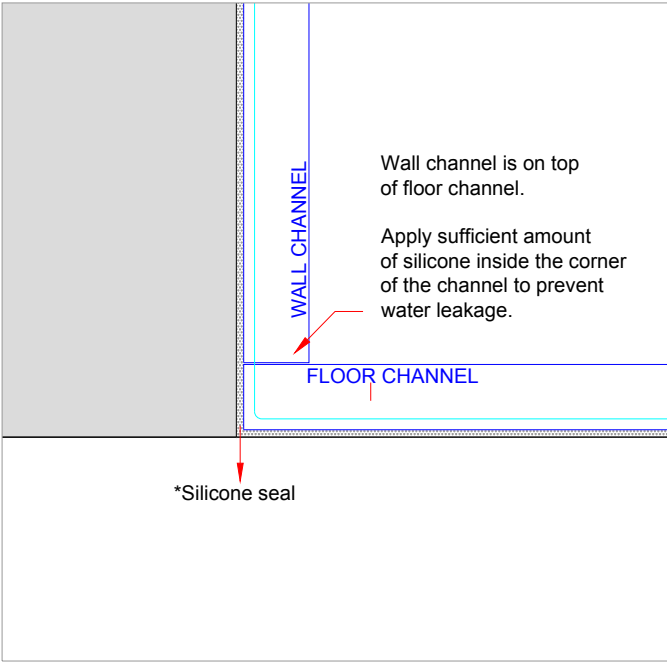 Wall channel is on top
of floor channel.
Apply sufficient amount
of silicone inside the corner
of the channel to prevent
water leakage.
WALL CHANNEL
FLOOR CHANNEL
*Silicone seal